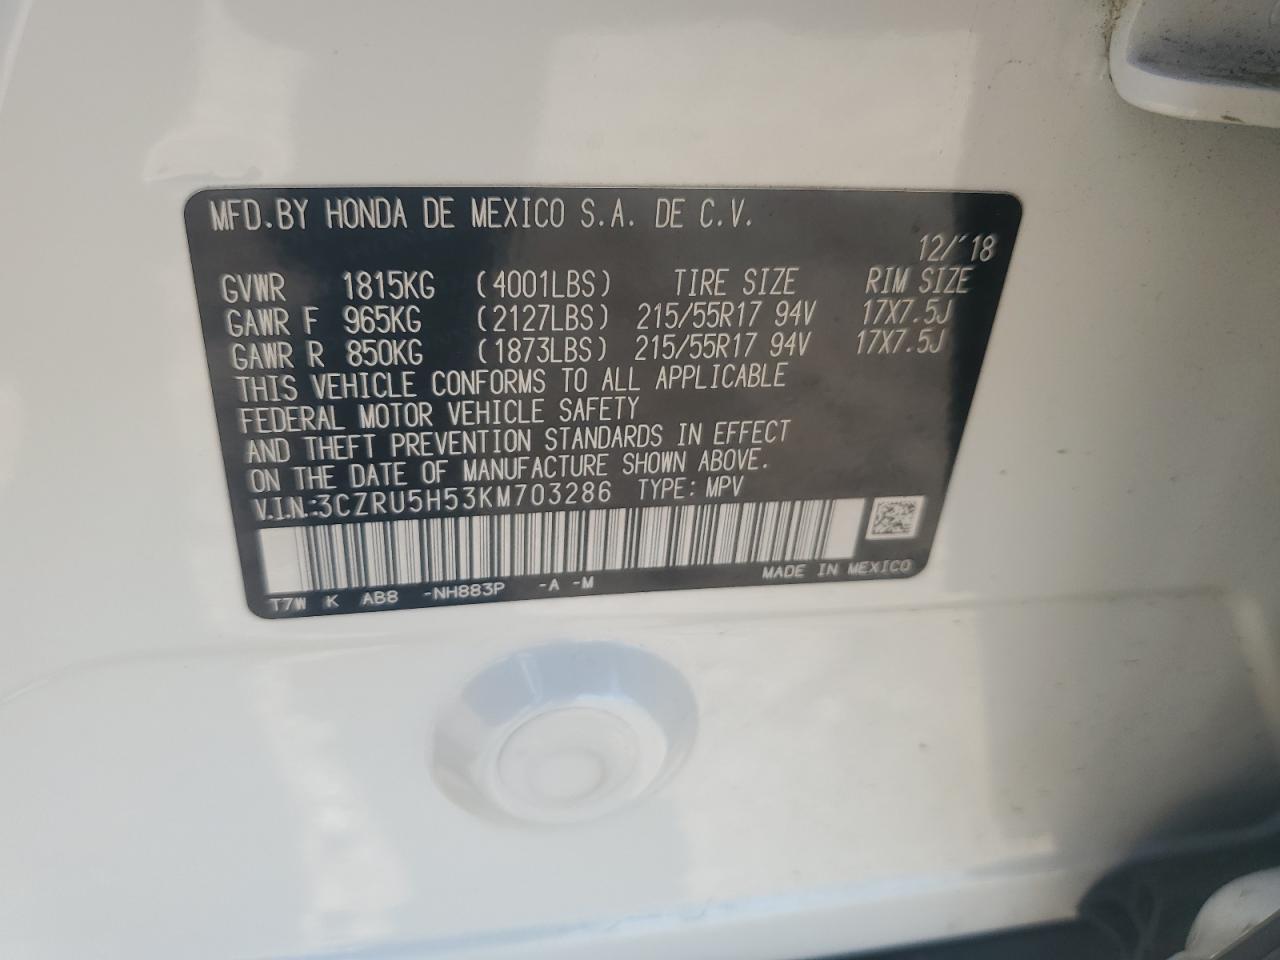 MFD.BY HONDA DE MEXICO S.A. DE C.V.
12/'18
GVWR 1815KG (4001LBS) TIRE SIZE RIM SIZE
GAWR F 965KG (2127LBS) 215/55R17 94V 17X7.5J
GAWR R 850KG (1873LBS) 215/55R17 94V 17X7.5J
THIS VEHICLE CONFORMS TO ALL APPLICABLE
FEDERAL MOTOR VEHICLE SAFETY
AND THEFT PREVENTION STANDARDS IN EFFECT
ON THE DATE OF MANUFACTURE SHOWN ABOVE.
V.I.N.:3CZRU5H53KM703286 TYPE: MPV
T7W K AB8 -NH883P -A -M MADE IN MEXICO